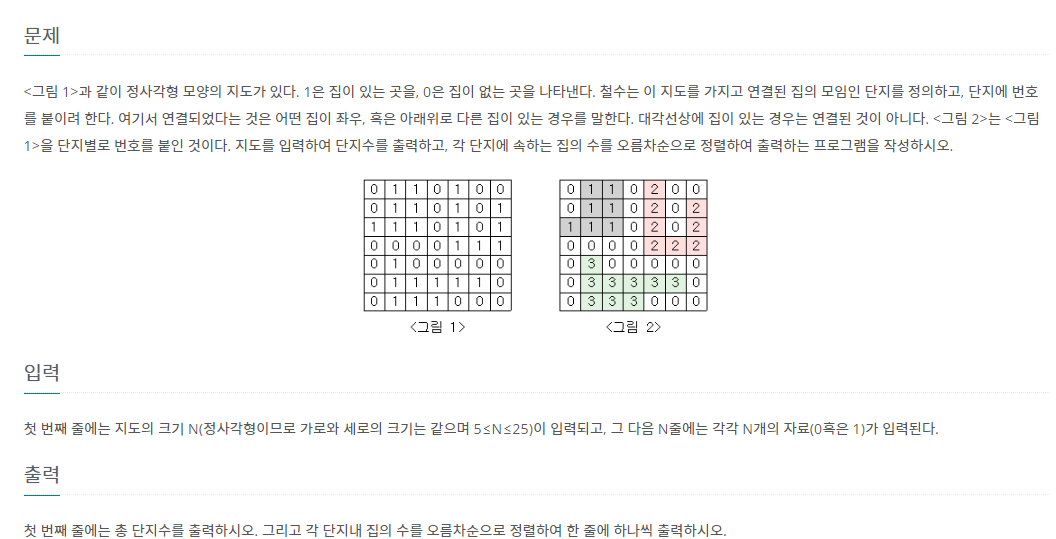 문제
<그림 1>과 같이 정사각형 모양의 지도가 있다. 1은 집이 있는 곳을, 0은 집이 없는 곳을 나타낸다. 철수는 이 지도를 가지고 연결된 집의 모임인 단지를 정의하고, 단지에 번호
를 붙이려 한다. 여기서 연결되었다는 것은 어떤 집이 좌우, 혹은 아래위로 다른 집이 있는 경우를 말한다. 대각선상에 집이 있는 경우는 연결된 것이 아니다. <그림 2>는 <그림
1>을 단지별로 번호를 붙인 것이다. 지도를 입력하여 단지수를 출력하고, 각 단지에 속하는 집의 수를 오름차순으로 정렬하여 출력하는 프로그램을 작성하시오.
0 1 1 0 1 0 0
0 1 1 0 1 0 1
1 1 1 0 1 0 1
0 0 0 0 1 1 1
0 1 0 0 0 0 0
0 1 1 1 1 1 0
0 1 1 1 0 0 0
<그림 1>
0 1 1 0 2 0 0
0 1 1 0 2 0 2
1 1 1 0 2 0 2
0 0 0 0 2 2 2
0 3 0 0 0 0 0
0 3 3 3 3 3 0
0 3 3 3 0 0 0
<그림 2>
입력
첫 번째 줄에는 지도의 크기 N(정사각형이므로 가로와 세로의 크기는 같으며 5≤N≤25)이 입력되고, 그 다음 N줄에는 각각 N개의 자료(0혹은 1)가 입력된다.
출력
첫 번째 줄에는 총 단지수를 출력하시오. 그리고 각 단지내 집의 수를 오름차순으로 정렬하여 한 줄에 하나씩 출력하시오.